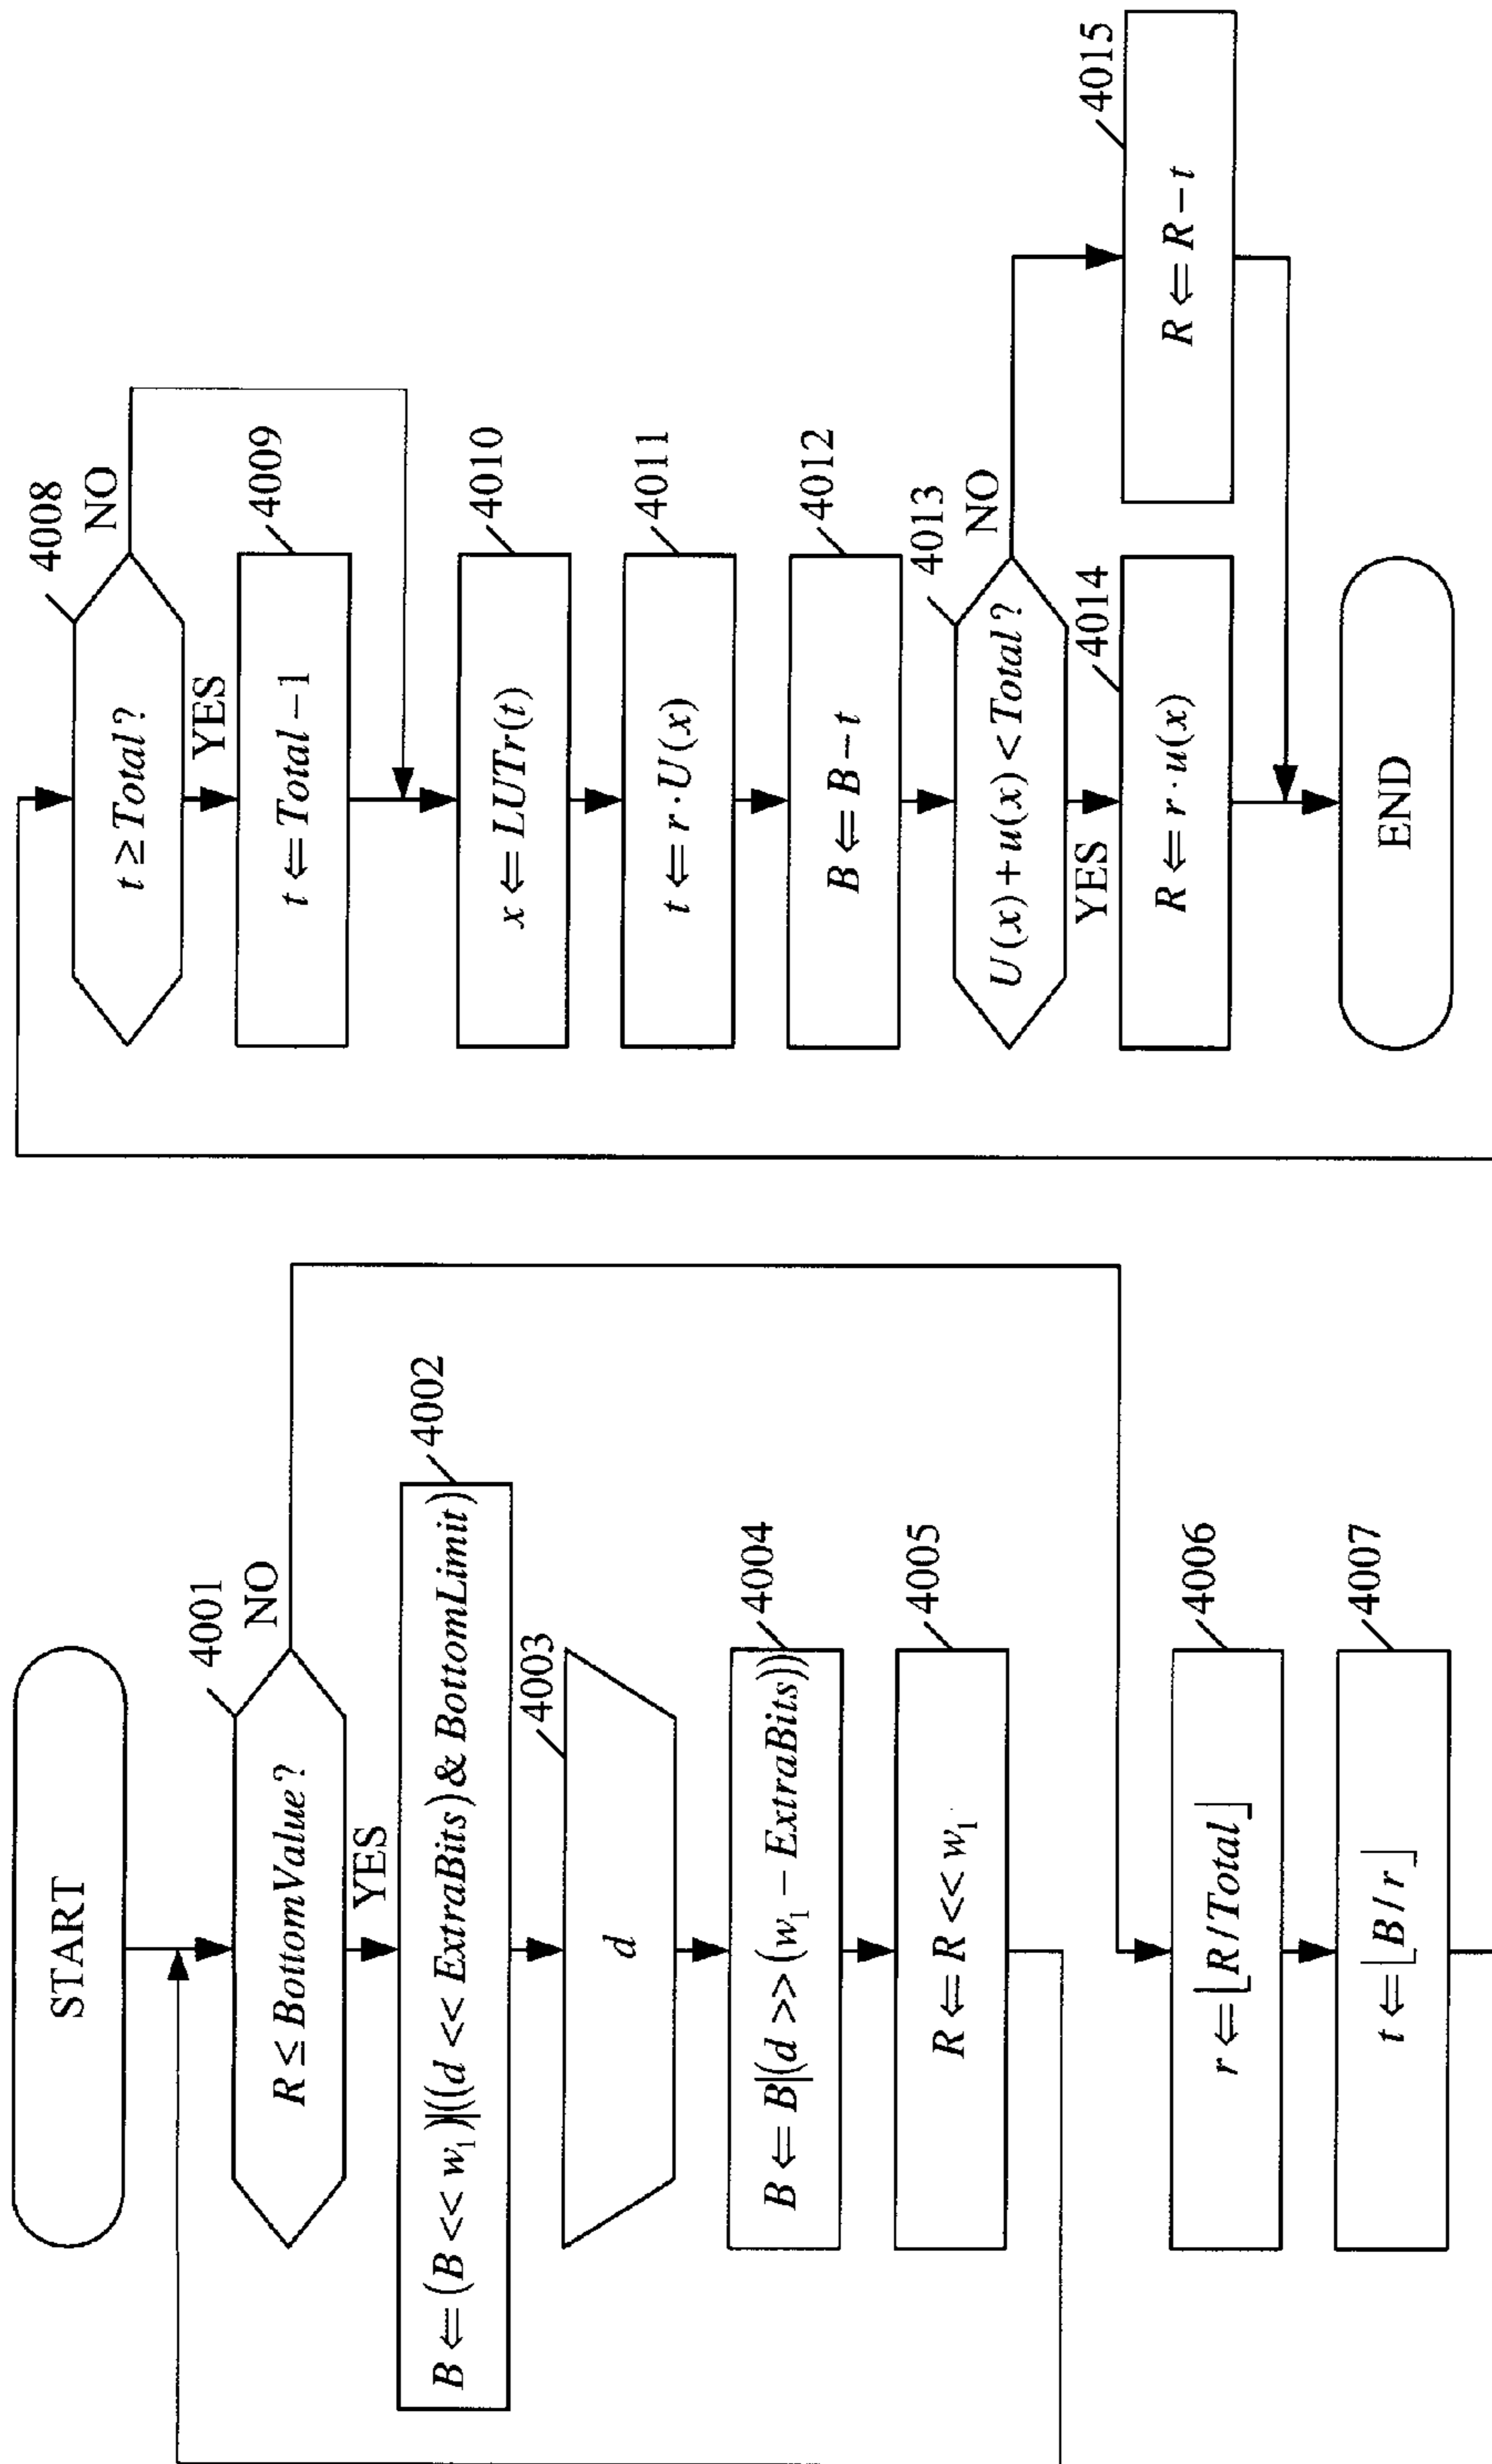 START
4001
R ≤ BottomValue?
NO
YES
4002
B ⇐ (B << w₁)|((d << ExtraBits) & BottomLimit)
4003
d
4004
B ⇐ B|(d >> (w₁ − ExtraBits)))
4005
R ⇐ R << w₁
4006
r ⇐ ⌊R/Total⌋
4007
t ⇐ ⌊B/r⌋
4008
t ≥ Total?
NO
YES
4009
t ⇐ Total − 1
4010
x ⇐ LUTr(t)
4011
t ⇐ r · U(x)
4012
B ⇐ B − t
4013
U(x) + u(x) < Total?
NO
YES
4014
R ⇐ r · u(x)
4015
R ⇐ R − t
END